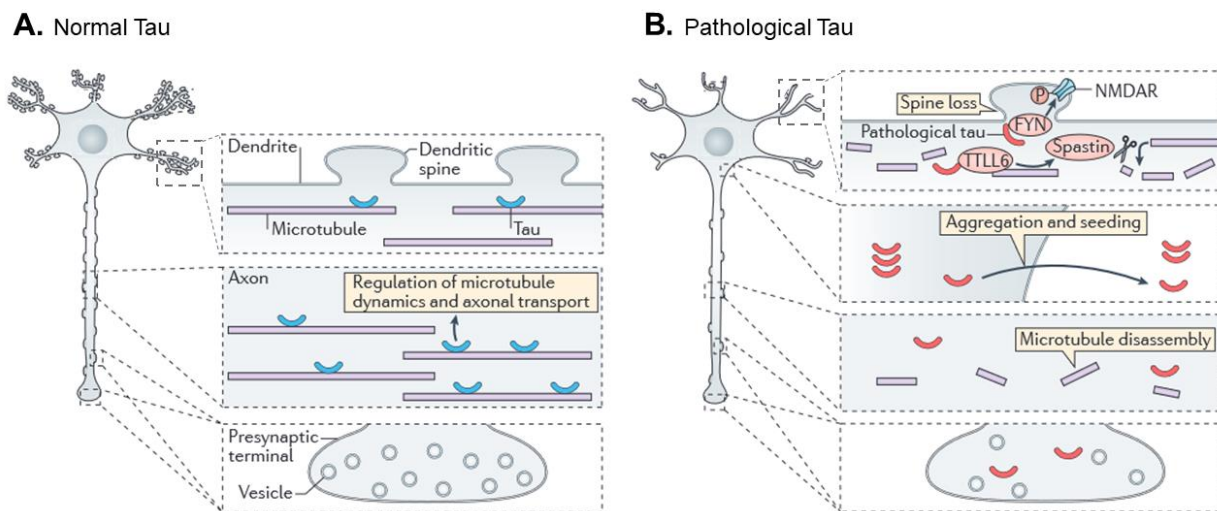 A. Normal Tau
Dendrite
Dendritic
spine
Microtubule
Tau
Axon
Regulation of microtubule
dynamics and axonal transport
Presynaptic
terminal
Vesicle
B. Pathological Tau
Spine loss
P
NMDAR
Pathological tau
FYN
Spastin
TTLL6
Aggregation and seeding
Microtubule disassembly